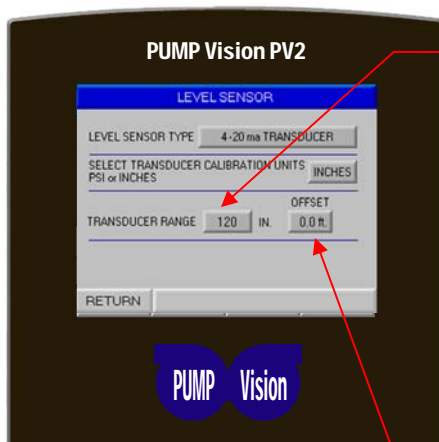 PUMP Vision PV2
LEVEL SENSOR
LEVEL SENSOR TYPE 4-20 ma TRANSDUCER
SELECT TRANSDUCER CALIBRATION UNITS
PSI or INCHES INCHES
OFFSET
TRANSDUCER RANGE 120 IN. 0.0 ft.
RETURN
PUMP Vision